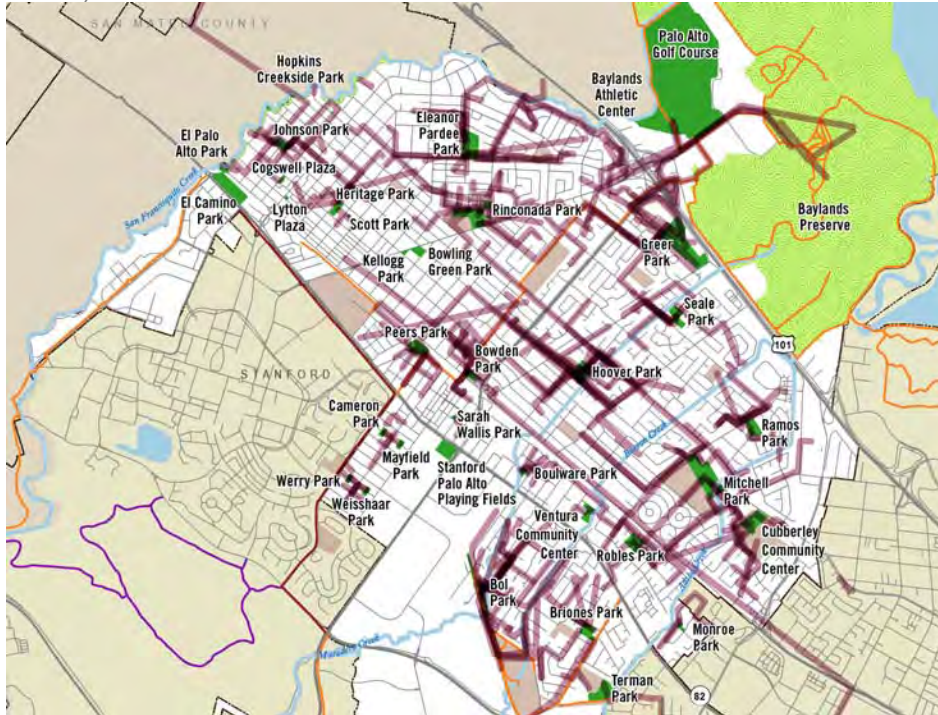 SAN MATEO COUNTY
Palo Alto
Golf Course
Hopkins
Creekside Park
Baylands
Athletic
Center
Eleanor
Pardee
Park
Johnson Park
El Palo
Alto Park
Cogswell Plaza
San Francisquito Creek
Heritage Park
El Camino
Park
Lytton
Plaza
Scott Park
Rinconada Park
Baylands
Preserve
Greer
Park
Kellogg
Park
Bowling
Green Park
Seale
Park
101
Peers Park
Bowden
Park
Hoover Park
STANFORD
Cameron
Park
Sarah
Wallis Park
Ramos
Park
Mayfield
Park
Stanford
Palo Alto
Playing Fields
Boulware Park
Mitchell
Park
Werry Park
Weisshaar
Park
Ventura
Community
Center
Robles Park
Cubberley
Community
Center
Bol
Park
Briones Park
Monroe
Park
Matadero Creek
Terman
Park
82